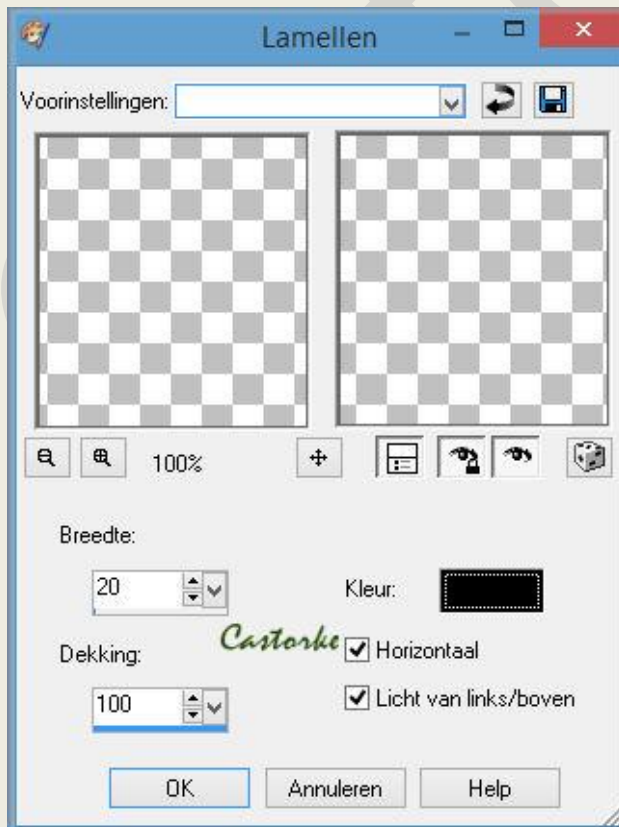 Lamellen
Voorinstellingen:
100%
Breedte:
20
Kleur:
Castorke
Dekking:
Horizontaal
100
Licht van links/boven
OK
Annuleren
Help